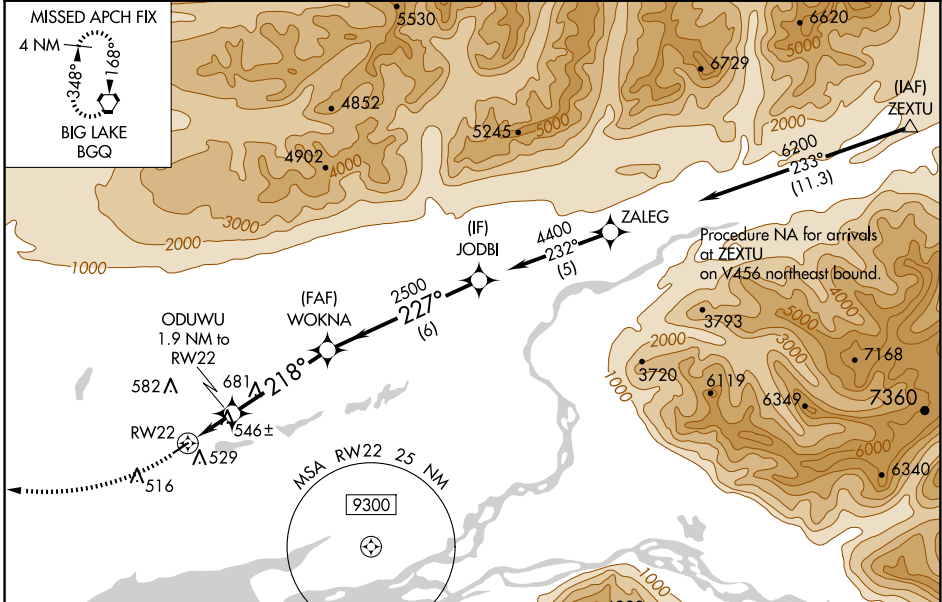 MISSED APCH FIX
4 NM
348°
168°
BIG LAKE
BGQ
5530
6620
5000
6729
4852
5245
5000
4902
4000
3000
2000
1000
2000
(IAF)
ZEXTU
6200
233°
(11.3)
ZALEG
4400
232°
(5)
(IF)
JODBI
Procedure NA for arrivals
at ZEXTU
on V456 northeast bound.
2500
227°
(6)
(FAF)
WOKNA
218°
ODUWU
1.9 NM to
RW22
582
681
546±
RW22
529
516
4000
5000
3793
3000
2000
3720
1000
6119
6349
7168
7360
6000
6340
MSA RW22 25 NM
9300
1000